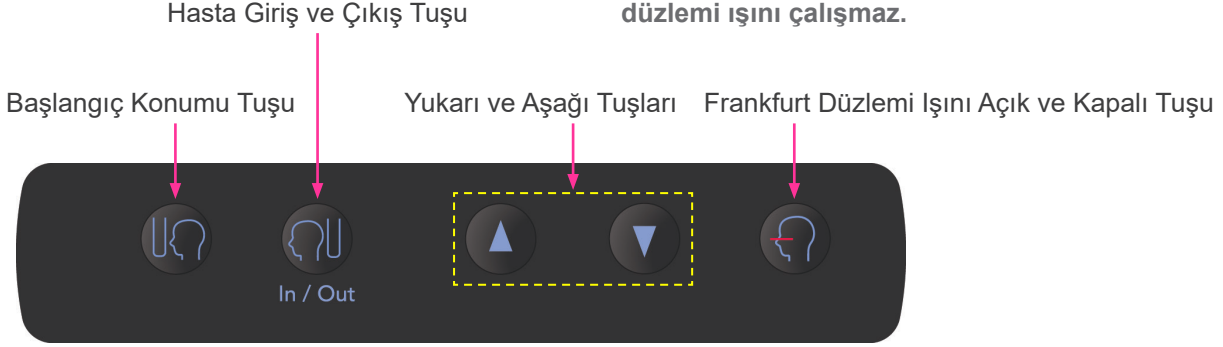 Hasta Giriş ve Çıkış Tuşu
düzlemi ışını çalışmaz.
Başlangıç Konumu Tuşu
Yukarı ve Aşağı Tuşları
Frankfurt Düzlemi Işını Açık ve Kapalı Tuşu
In / Out